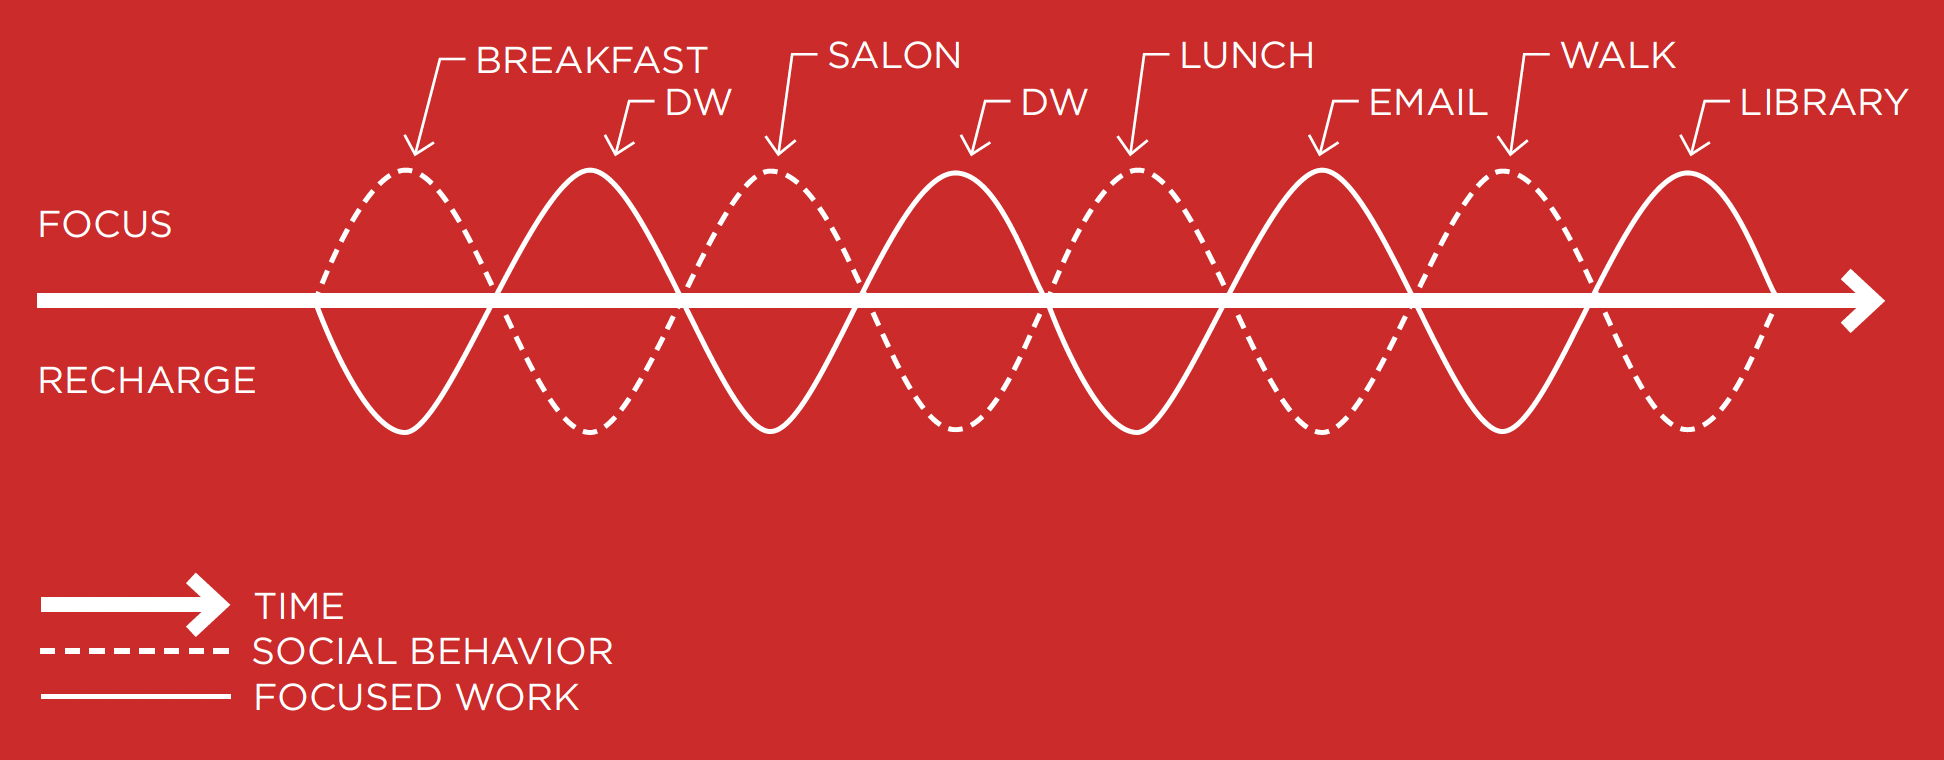 BREAKFAST
SALON
LUNCH
WALK
DW
DW
EMAIL
LIBRARY
FOCUS
RECHARGE
TIME
SOCIAL BEHAVIOR
FOCUSED WORK